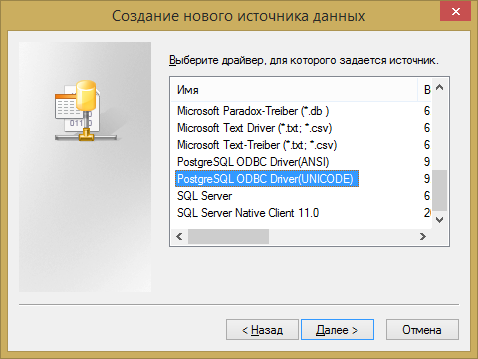 Создание нового источника данных
Выберите драйвер, для которого задается источник.
Имя В
Microsoft Paradox-Treiber (*.db ) 6
Microsoft Text Driver (*.txt; *.csv) 6
Microsoft Text-Treiber (*.txt; *.csv) 6
PostgreSQL ODBC Driver(ANSI) 9
PostgreSQL ODBC Driver(UNICODE) 9
SQL Server 6
SQL Server Native Client 11.0 20
01101
< Назад Далее > Отмена